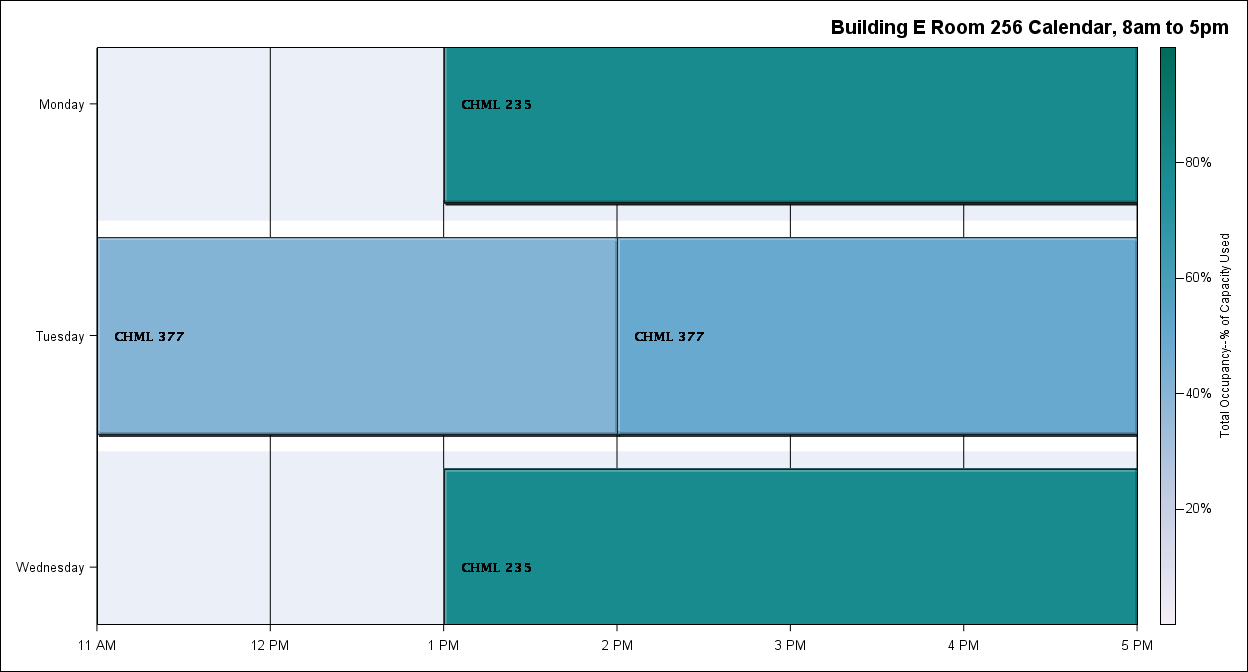 Building E Room 256 Calendar, 8am to 5pm
Monday
CHML 235
80%
Total Occupancy--% of Capacity Used
60%
Tuesday
CHML 377
CHML 377
40%
20%
Wednesday
CHML 235
11 AM
12 PM
1 PM
2 PM
3 PM
4 PM
5 PM